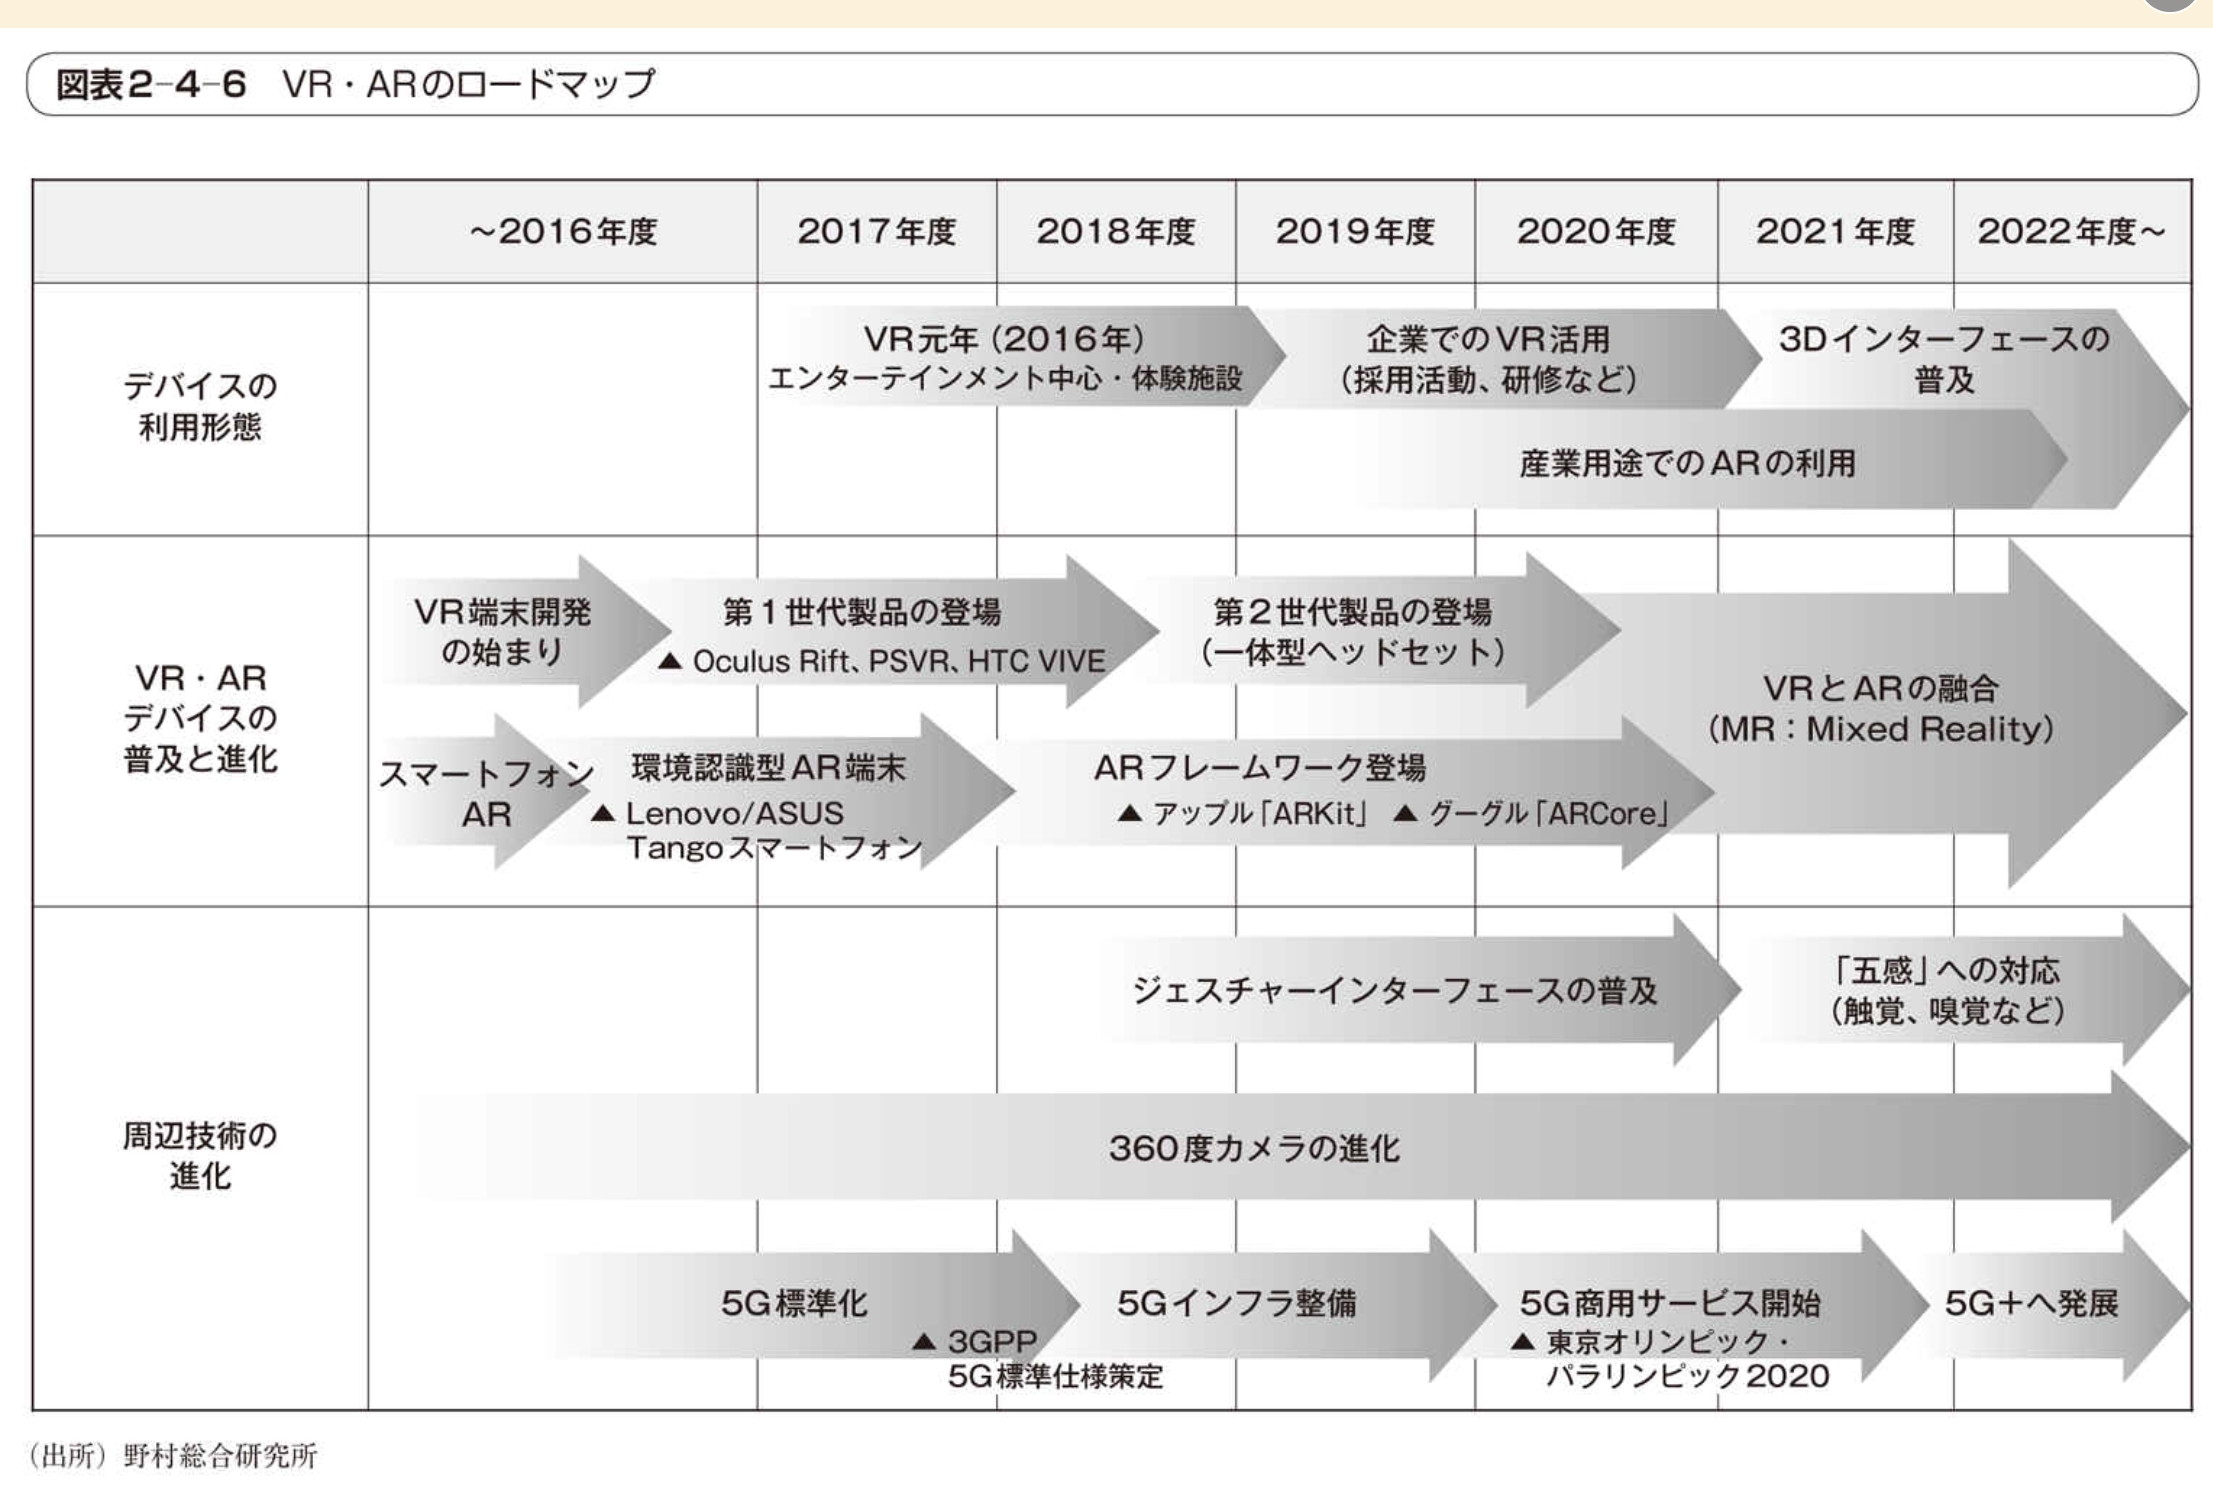 図表2-4-6 VR・ARのロードマップ
～2016年度 2017年度 2018年度 2019年度 2020年度 2021年度 2022年度～
デバイスの
利用形態
VR元年(2016年)
エンターテインメント中心・体験施設
企業でのVR活用
(採用活動、研修など)
3Dインターフェースの
普及
産業用途でのARの利用
VR・AR
デバイスの
普及と進化
VR端末開発
の始まり
第1世代製品の登場
▲ Oculus Rift、PSVR、HTC VIVE
第2世代製品の登場
(一体型ヘッドセット)
VRとARの融合
(MR：Mixed Reality)
スマートフォン
AR
環境認識型AR端末
▲ Lenovo/ASUS
Tangoスマートフォン
ARフレームワーク登場
▲ アップル「ARKit」 ▲ グーグル「ARCore」
周辺技術の
進化
ジェスチャーインターフェースの普及
「五感」への対応
(触覚、嗅覚など)
360度カメラの進化
5G標準化
▲ 3GPP
5G標準仕様策定
5Gインフラ整備
5G商用サービス開始
▲ 東京オリンピック・
パラリンピック2020
5G＋へ発展
(出所) 野村総合研究所